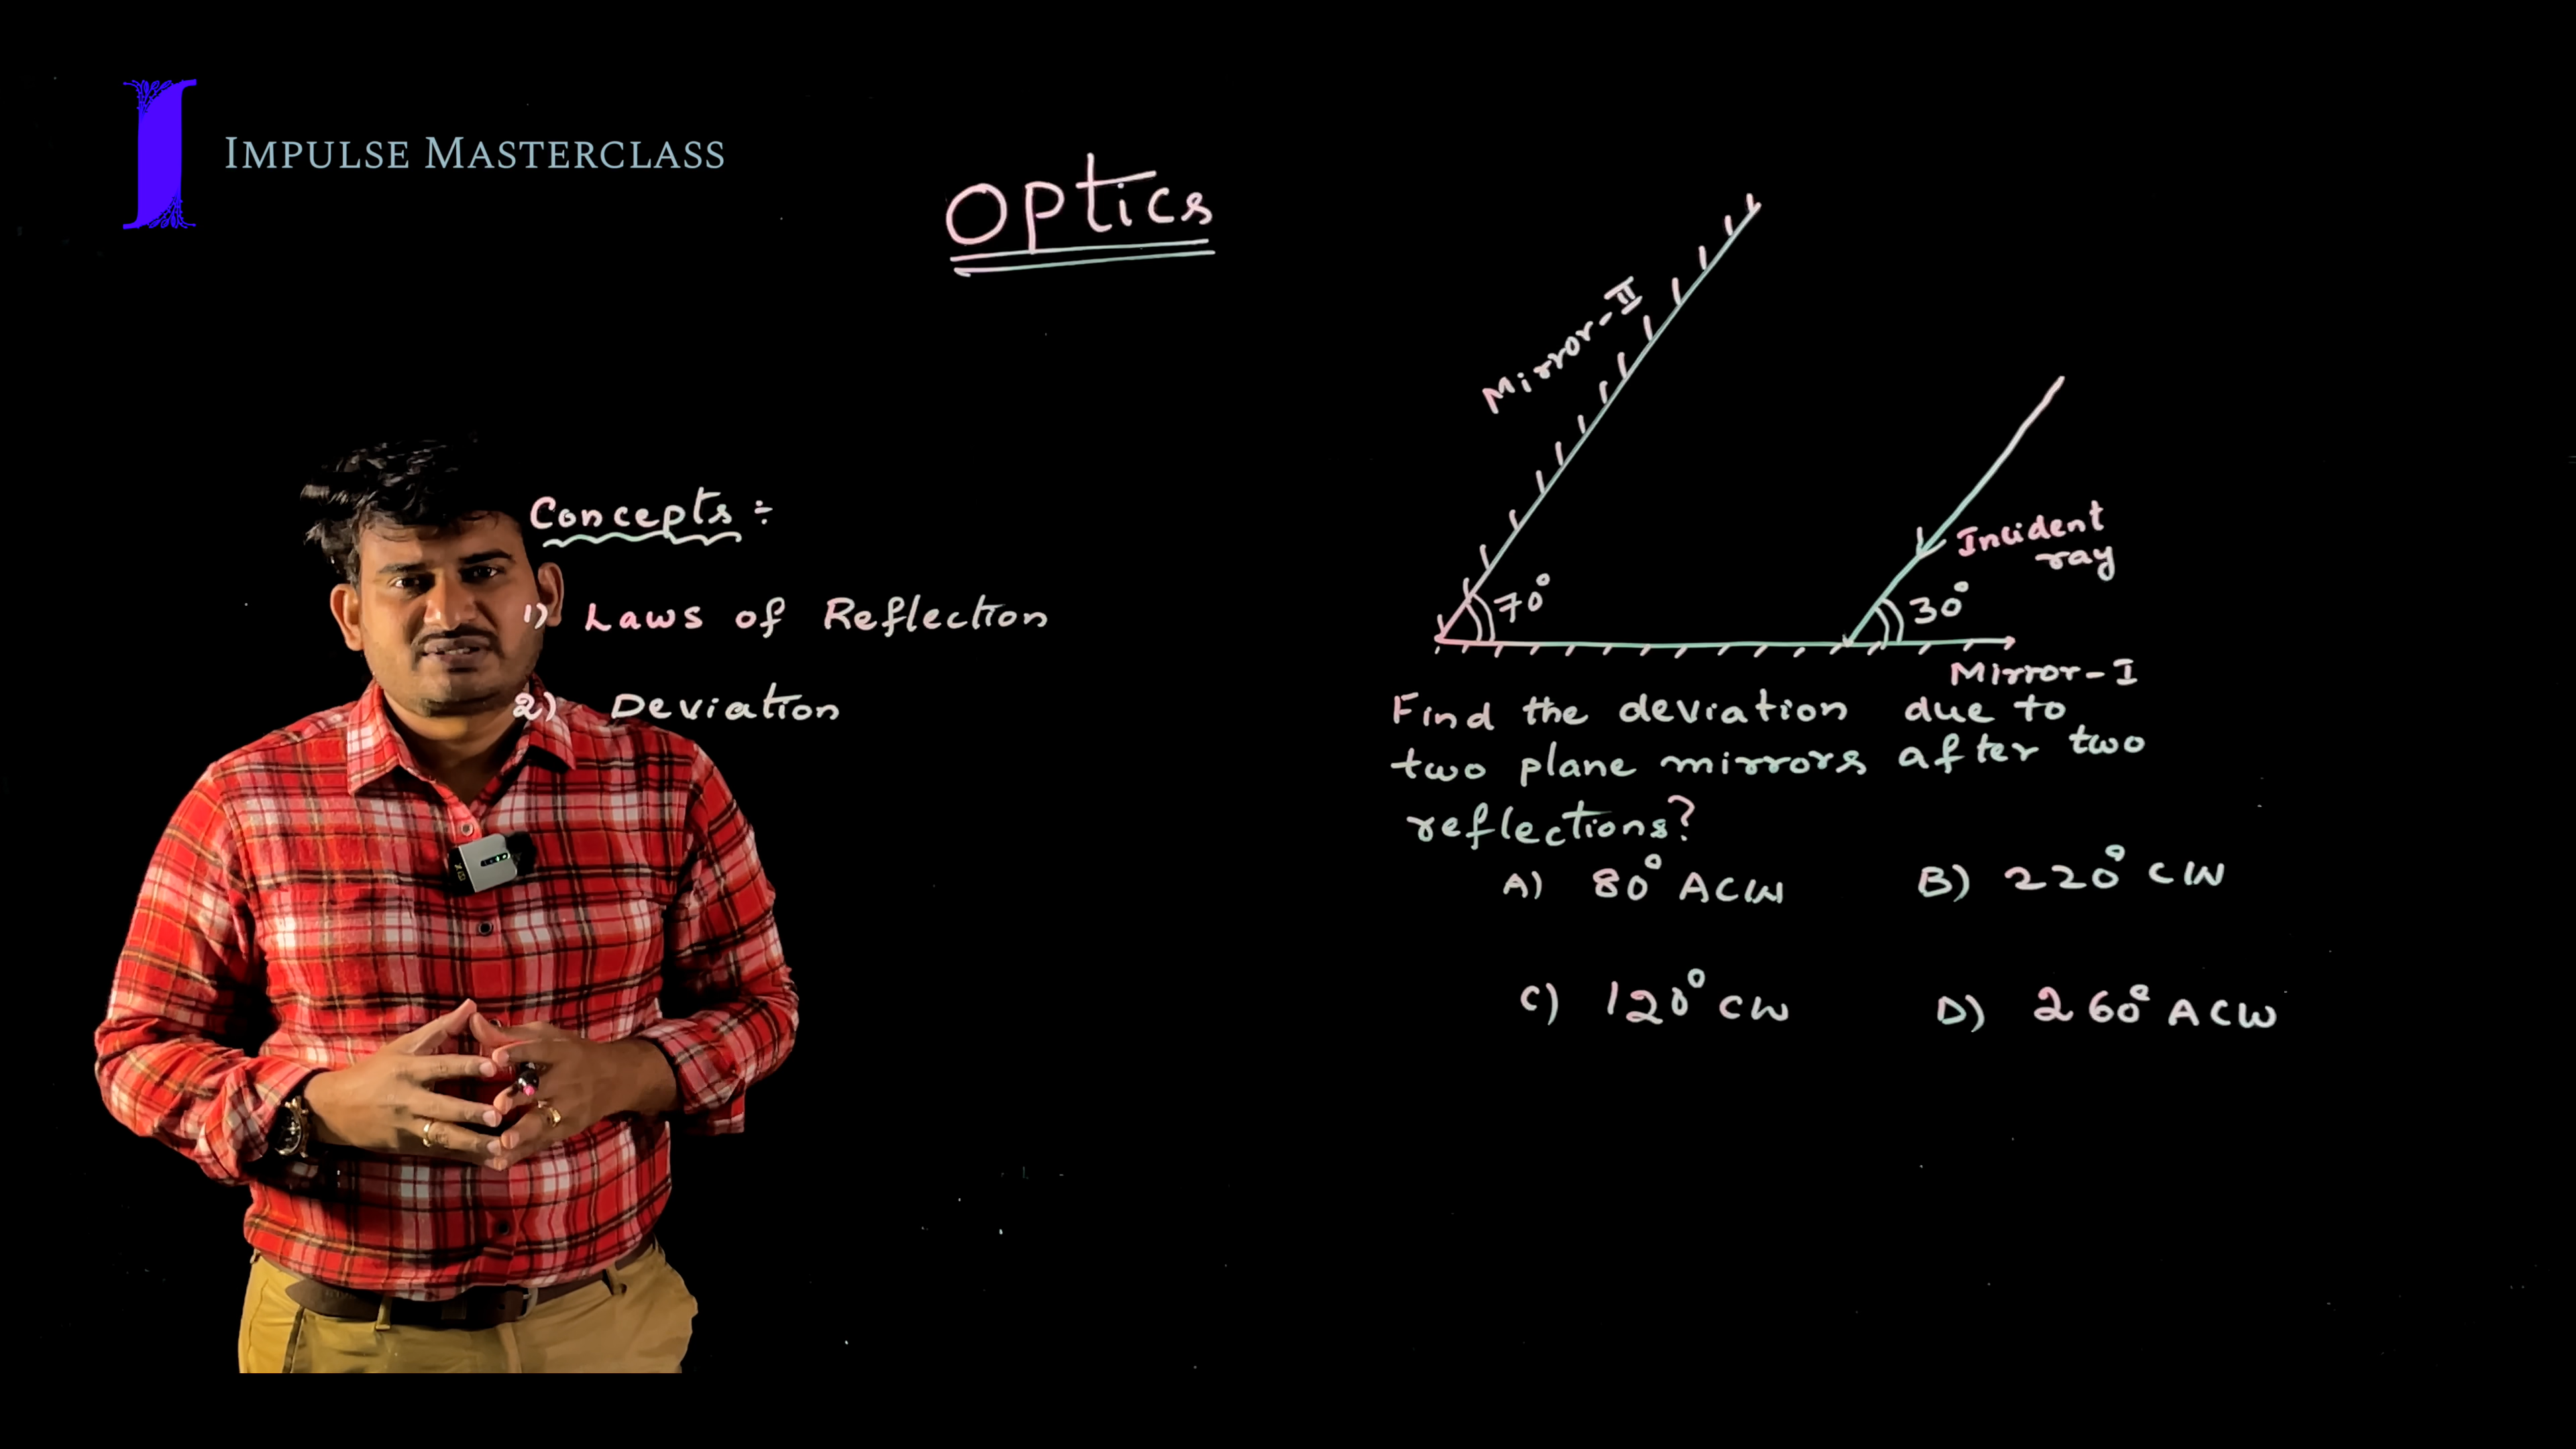 I
IMPULSE MASTERCLASS
Optics
Concepts :
1) Laws of Reflection
2) Deviation
Mirror-II
Incident
ray
70°
30°
Mirror-I
Find the deviation due to
two plane mirrors after two
reflections?
A) 80° ACW
B) 220° CW
C) 120° CW
D) 260° ACW